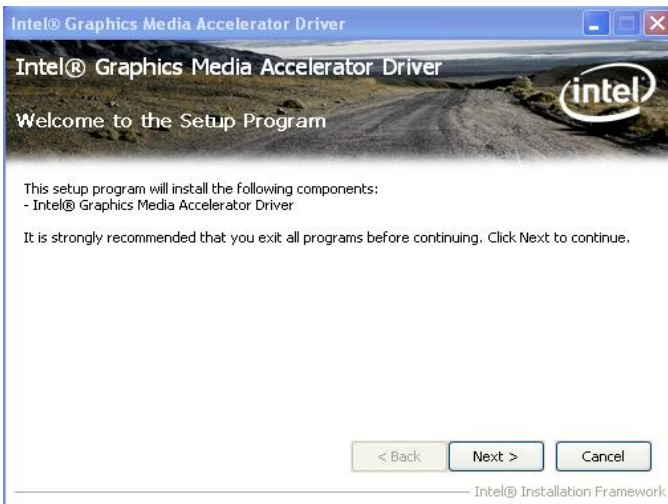 Intel® Graphics Media Accelerator Driver
Intel® Graphics Media Accelerator Driver
intel
Welcome to the Setup Program
This setup program will install the following components:
- Intel® Graphics Media Accelerator Driver
It is strongly recommended that you exit all programs before continuing. Click Next to continue.
< Back
Next >
Cancel
Intel® Installation Framework